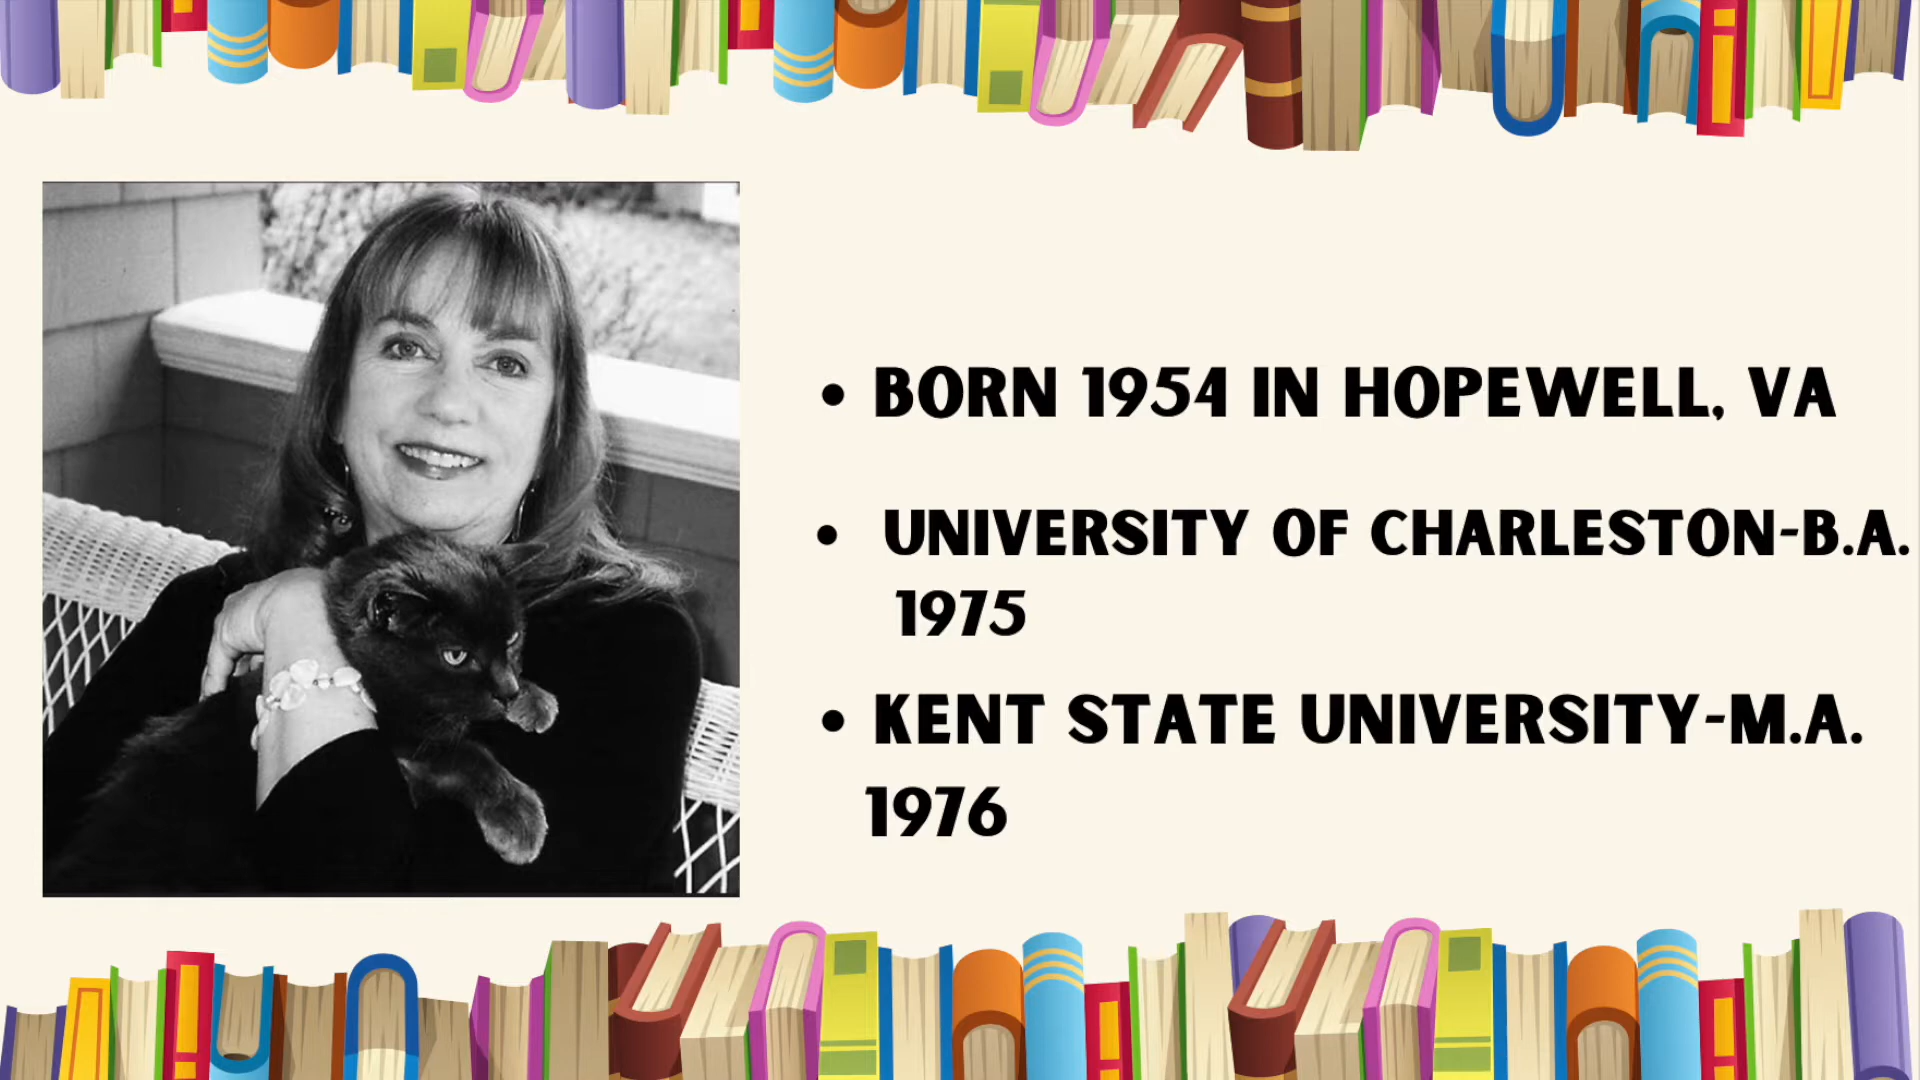 • BORN 1954 IN HOPEWELL, VA
• UNIVERSITY OF CHARLESTON-B.A.
1975
• KENT STATE UNIVERSITY-M.A.
1976